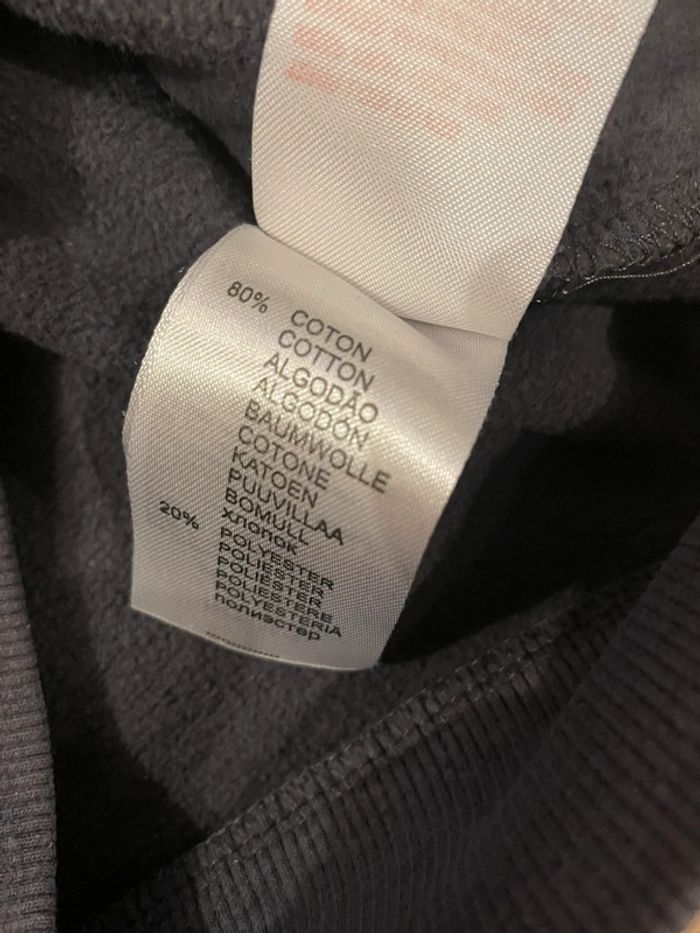 80% COTON
COTTON
ALGODÃO
ALGODÓN
BAUMWOLLE
COTONE
KATOEN
PUUVILLAA
BOMULL
хлопок
20% POLYESTER
POLIESTER
POLIÉSTER
POLIESTERE
POLYESTERIA
полиэстер